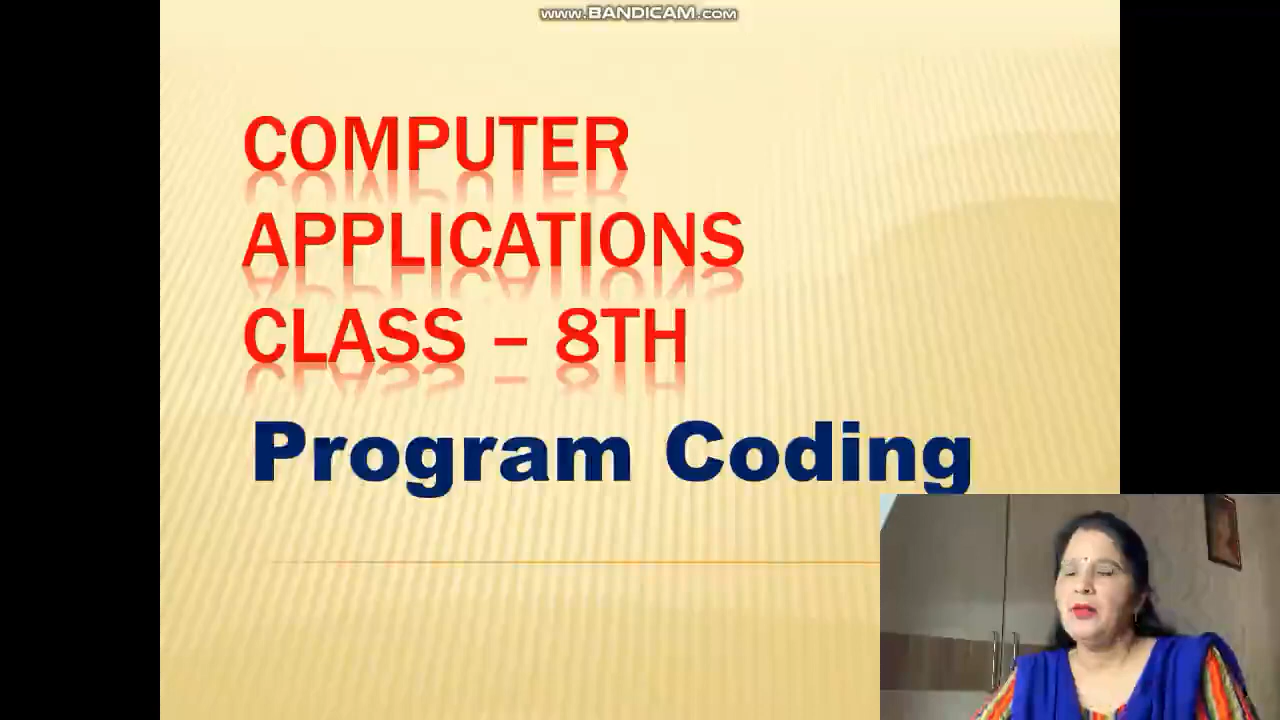 www.BANDICAM.com
COMPUTER
APPLICATIONS
CLASS – 8TH
Program Coding